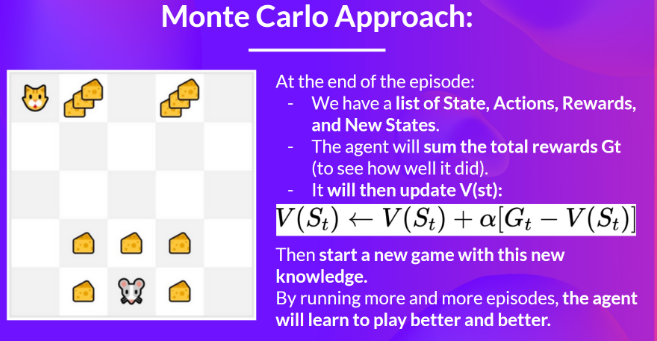 Monte Carlo Approach:
At the end of the episode:
- We have a list of State, Actions, Rewards,
and New States.
- The agent will sum the total rewards Gt
(to see how well it did).
- It will then update V(st):
V(S_t) ← V(S_t) + α[G_t − V(S_t)]
Then start a new game with this new
knowledge.
By running more and more episodes, the agent
will learn to play better and better.